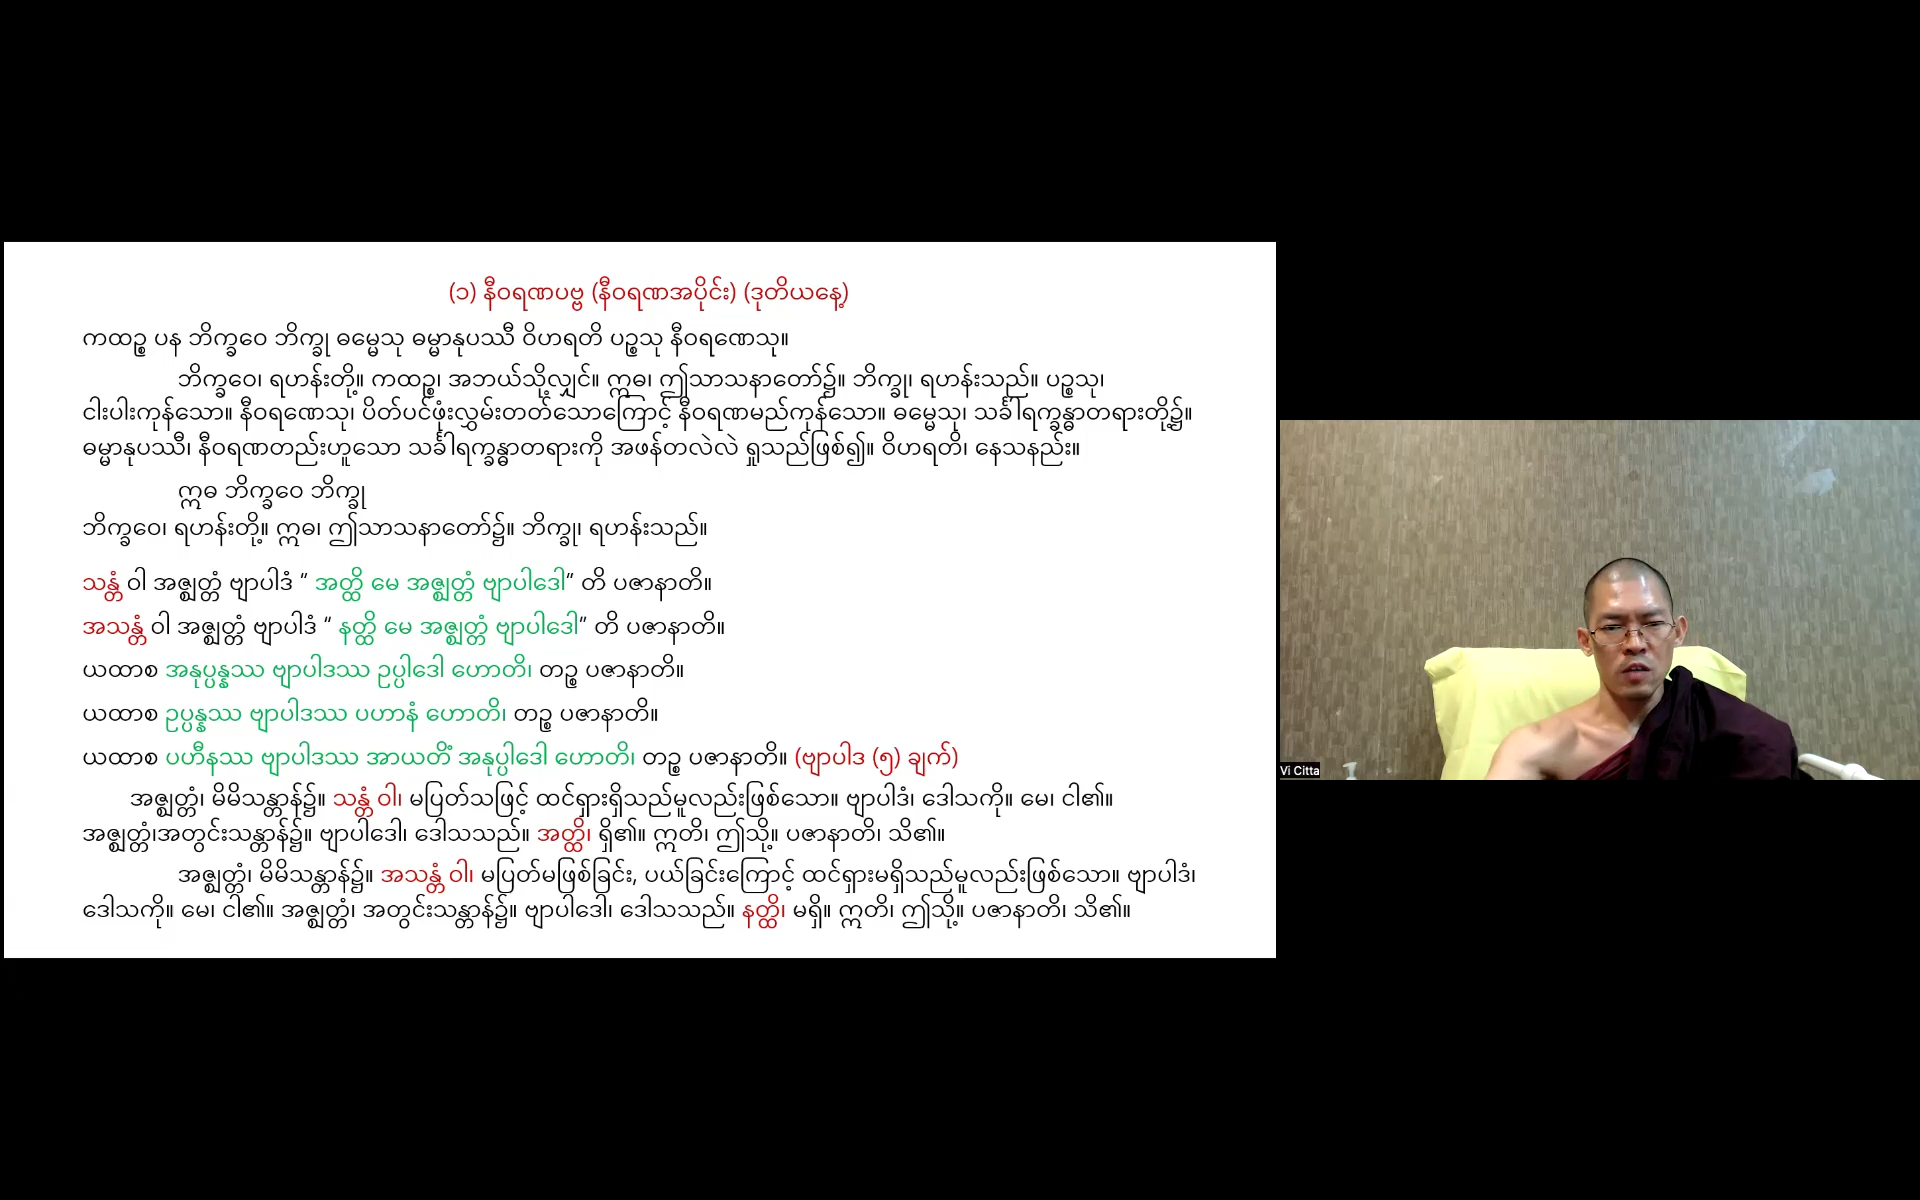 (၁) နီဝရဏပဗ္ဗ (နီဝရဏအပိုင်း) (ဒုတိယနေ့)
ကထဉ္စ ပန ဘိက္ခဝေ ဘိက္ခု ဓမ္မေသု ဓမ္မာနုပဿီ ဝိဟရတိ ပဉ္စသု နီဝရဏေသု။
ဘိက္ခဝေ၊ ရဟန်းတို့။ ကထဉ္စ၊ အဘယ်သို့လျှင်။ ဣဓ၊ ဤသာသနာတော်၌။ ဘိက္ခု၊ ရဟန်းသည်။ ပဉ္စသု၊
ငါးပါးကုန်သော။ နီဝရဏေသု၊ ပိတ်ပင်ဖုံးလွှမ်းတတ်သောကြောင့် နီဝရဏမည်ကုန်သော။ ဓမ္မေသု၊ သင်္ခါရက္ခန္ဓာတရားတို့၌။
ဓမ္မာနုပဿီ၊ နီဝရဏတည်းဟူသော သင်္ခါရက္ခန္ဓာတရားကို အဖန်တလဲလဲ ရှုသည်ဖြစ်၍။ ဝိဟရတိ၊ နေသနည်း။
ဣဓ ဘိက္ခဝေ ဘိက္ခု
ဘိက္ခဝေ၊ ရဟန်းတို့။ ဣဓ၊ ဤသာသနာတော်၌။ ဘိက္ခု၊ ရဟန်းသည်။
သန္တံ ဝါ အဇ္ဈတ္တံ ဗျာပါဒံ “ အတ္ထိ မေ အဇ္ဈတ္တံ ဗျာပါဒေါ” တိ ပဇာနာတိ။
အသန္တံ ဝါ အဇ္ဈတ္တံ ဗျာပါဒံ “ နတ္ထိ မေ အဇ္ဈတ္တံ ဗျာပါဒေါ” တိ ပဇာနာတိ။
ယထာစ အနုပ္ပန္နဿ ဗျာပါဒဿ ဥပ္ပါဒေါ ဟောတိ၊ တဉ္စ ပဇာနာတိ။
ယထာစ ဥပ္ပန္နဿ ဗျာပါဒဿ ပဟာနံ ဟောတိ၊ တဉ္စ ပဇာနာတိ။
ယထာစ ပဟီနဿ ဗျာပါဒဿ အာယတိံ အနုပ္ပါဒေါ ဟောတိ၊ တဉ္စ ပဇာနာတိ။ (ဗျာပါဒ (၅) ချက်)
အဇ္ဈတ္တံ၊ မိမိသန္တာန်၌။ သန္တံ ဝါ၊ မပြတ်သဖြင့် ထင်ရှားရှိသည်မူလည်းဖြစ်သော။ ဗျာပါဒံ၊ ဒေါသကို။ မေ၊ ငါ၏။
အဇ္ဈတ္တံ၊အတွင်းသန္တာန်၌။ ဗျာပါဒေါ၊ ဒေါသသည်။ အတ္ထိ၊ ရှိ၏။ ဣတိ၊ ဤသို့။ ပဇာနာတိ၊ သိ၏။
အဇ္ဈတ္တံ၊ မိမိသန္တာန်၌။ အသန္တံ ဝါ၊ မပြတ်မဖြစ်ခြင်း, ပယ်ခြင်းကြောင့် ထင်ရှားမရှိသည်မူလည်းဖြစ်သော။ ဗျာပါဒံ၊
ဒေါသကို။ မေ၊ ငါ၏။ အဇ္ဈတ္တံ၊ အတွင်းသန္တာန်၌။ ဗျာပါဒေါ၊ ဒေါသသည်။ နတ္ထိ၊ မရှိ။ ဣတိ၊ ဤသို့။ ပဇာနာတိ၊ သိ၏။
Vi Citta